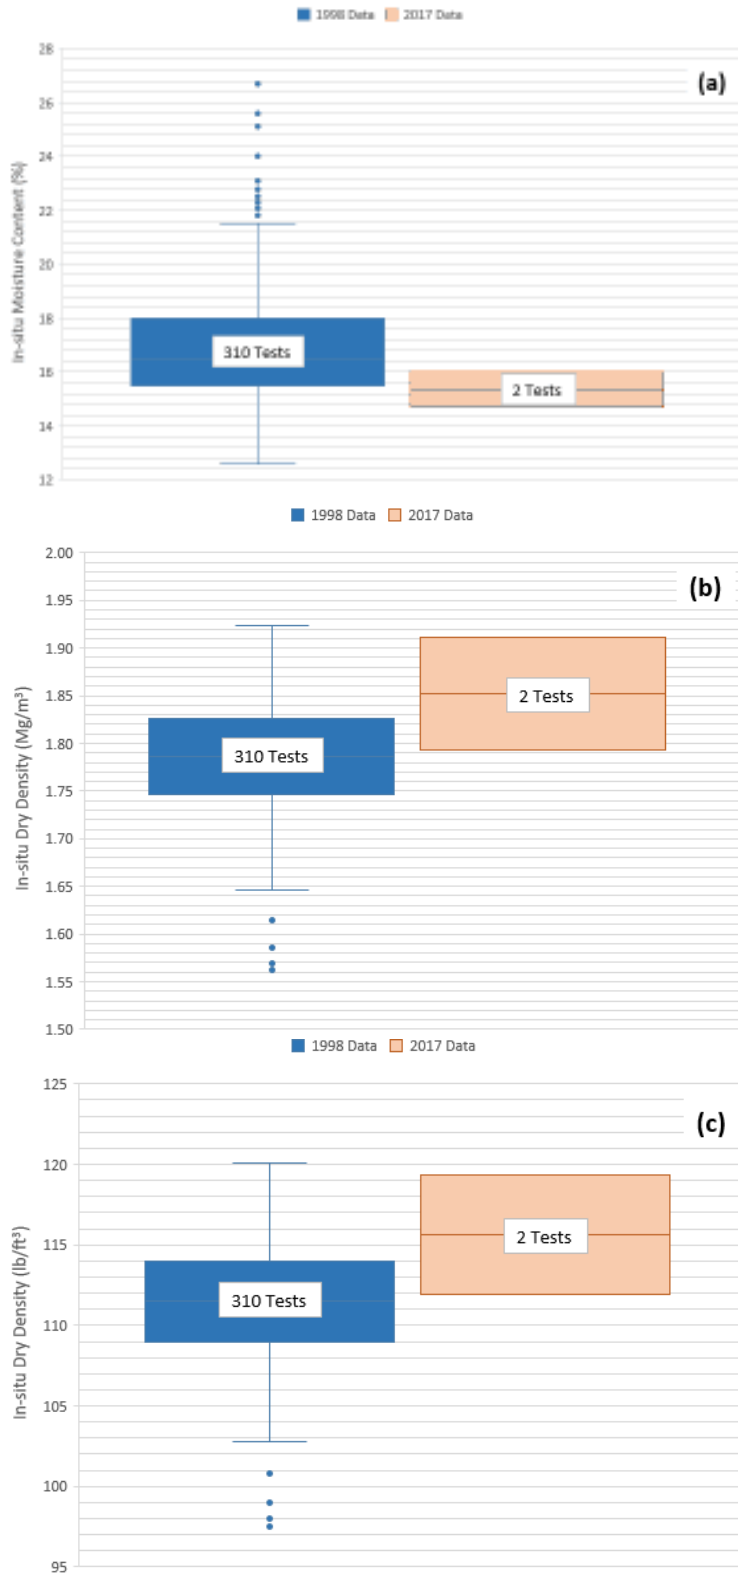 1998 Data 2017 Data
(a)
In-situ Moisture Content (%)
28
26
24
22
20
18
16
14
12
310 Tests
2 Tests
1998 Data 2017 Data
(b)
In-situ Dry Density (Mg/m³)
2.00
1.95
1.90
1.85
1.80
1.75
1.70
1.65
1.60
1.55
1.50
310 Tests
2 Tests
1998 Data 2017 Data
(c)
In-situ Dry Density (lb/ft³)
125
120
115
110
105
100
95
310 Tests
2 Tests